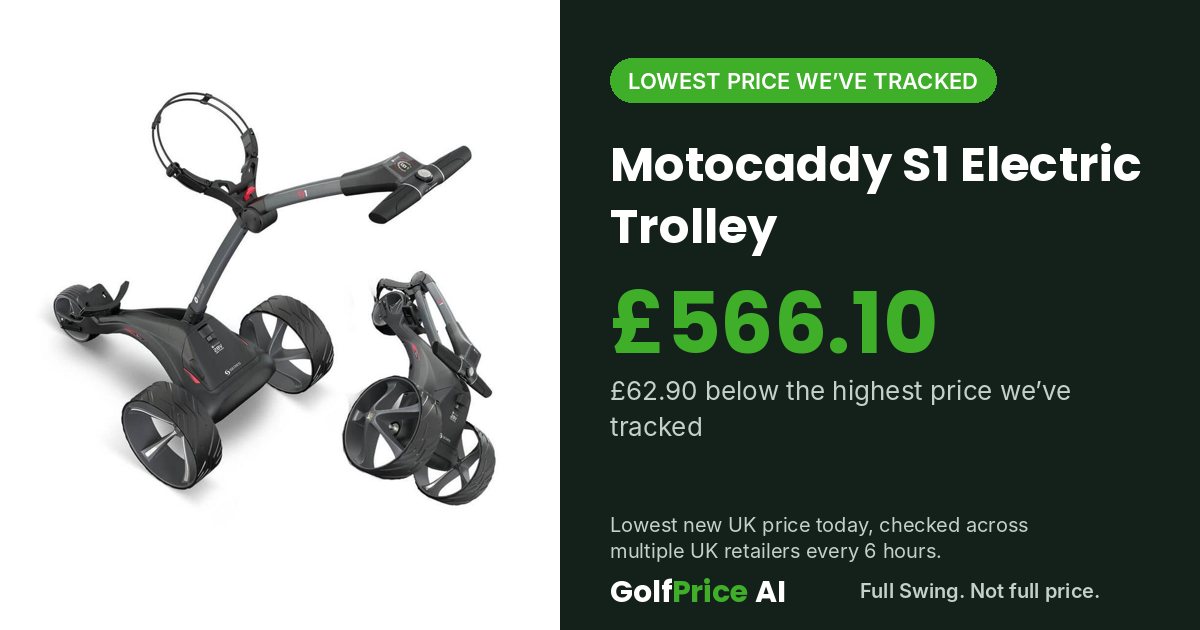 LOWEST PRICE WE’VE TRACKED
Motocaddy S1 Electric
Trolley
£566.10
£62.90 below the highest price we’ve
tracked
Lowest new UK price today, checked across
multiple UK retailers every 6 hours.
GolfPrice AI
Full Swing. Not full price.